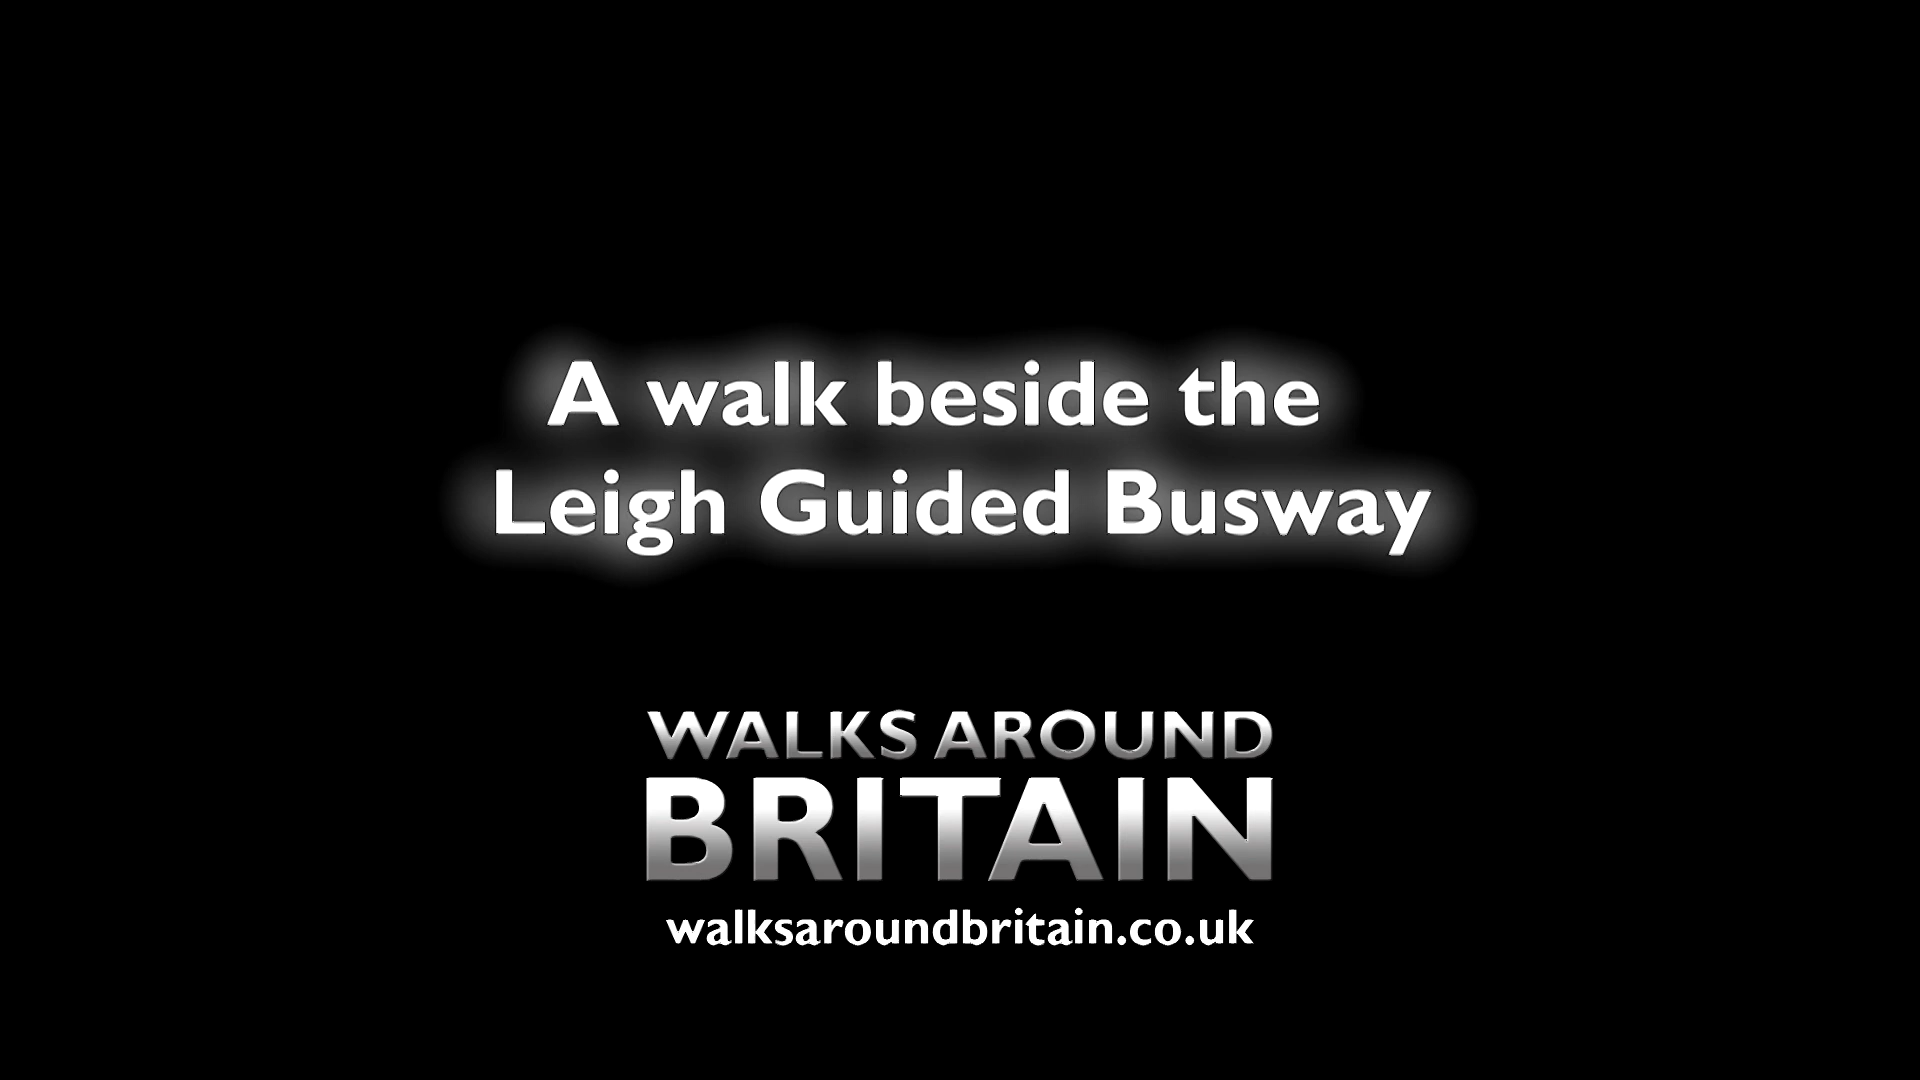 A walk beside the
Leigh Guided Busway
WALKS AROUND
BRITAIN
walksaroundbritain.co.uk